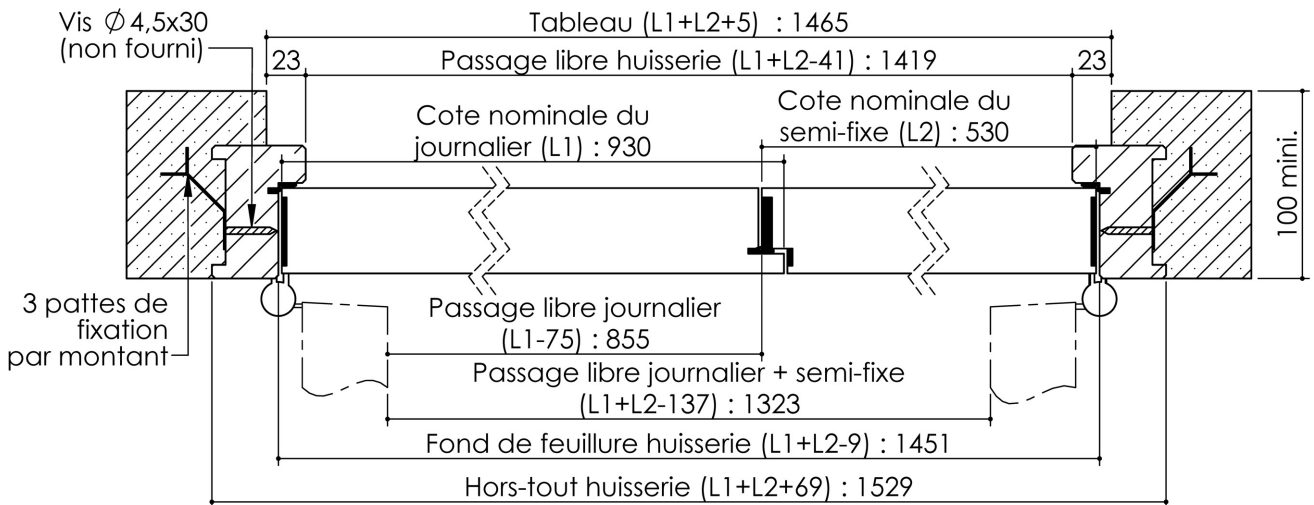 Vis Ø 4,5x30
(non fourni)
Tableau (L1+L2+5) : 1465
23
Passage libre huisserie (L1+L2-41) : 1419
23
Cote nominale du
journalier (L1) : 930
Cote nominale du
semi-fixe (L2) : 530
100 mini.
3 pattes de
fixation
par montant
Passage libre journalier
(L1-75) : 855
Passage libre journalier + semi-fixe
(L1+L2-137) : 1323
Fond de feuillure huisserie (L1+L2-9) : 1451
Hors-tout huisserie (L1+L2+69) : 1529